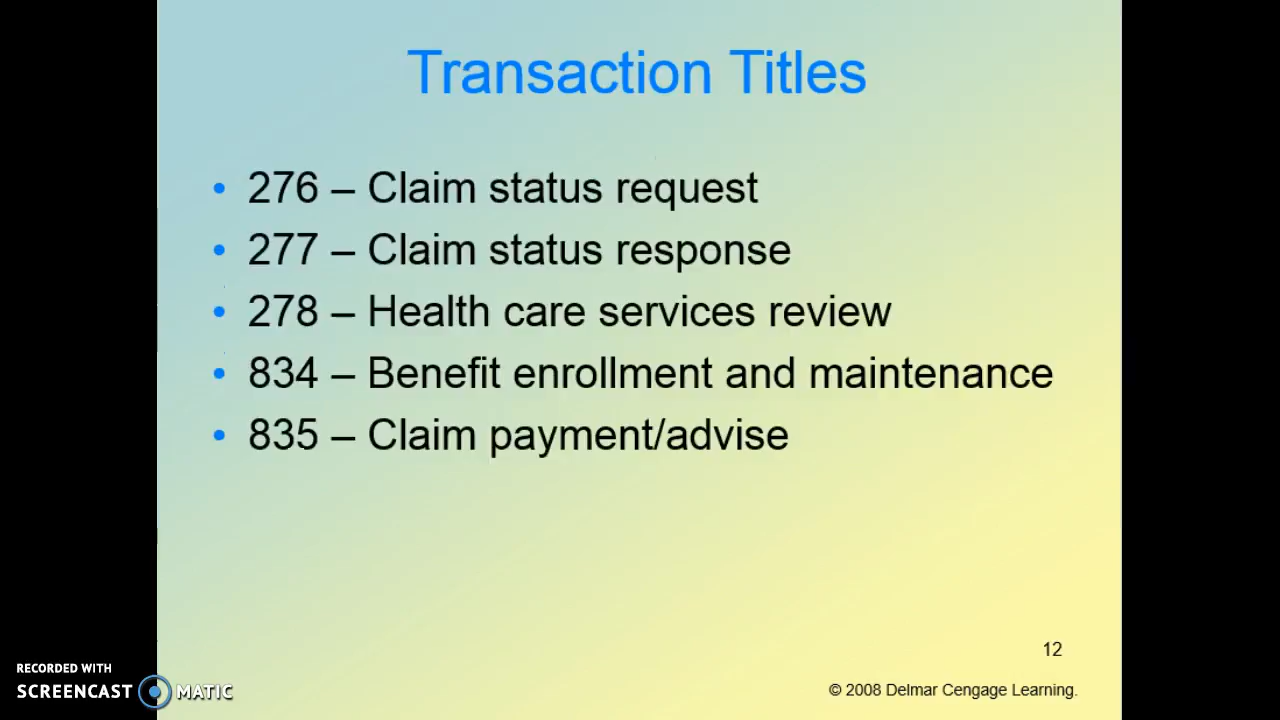 Transaction Titles
• 276 – Claim status request
• 277 – Claim status response
• 278 – Health care services review
• 834 – Benefit enrollment and maintenance
• 835 – Claim payment/advise
12
© 2008 Delmar Cengage Learning.
RECORDED WITH
SCREENCAST MATIC